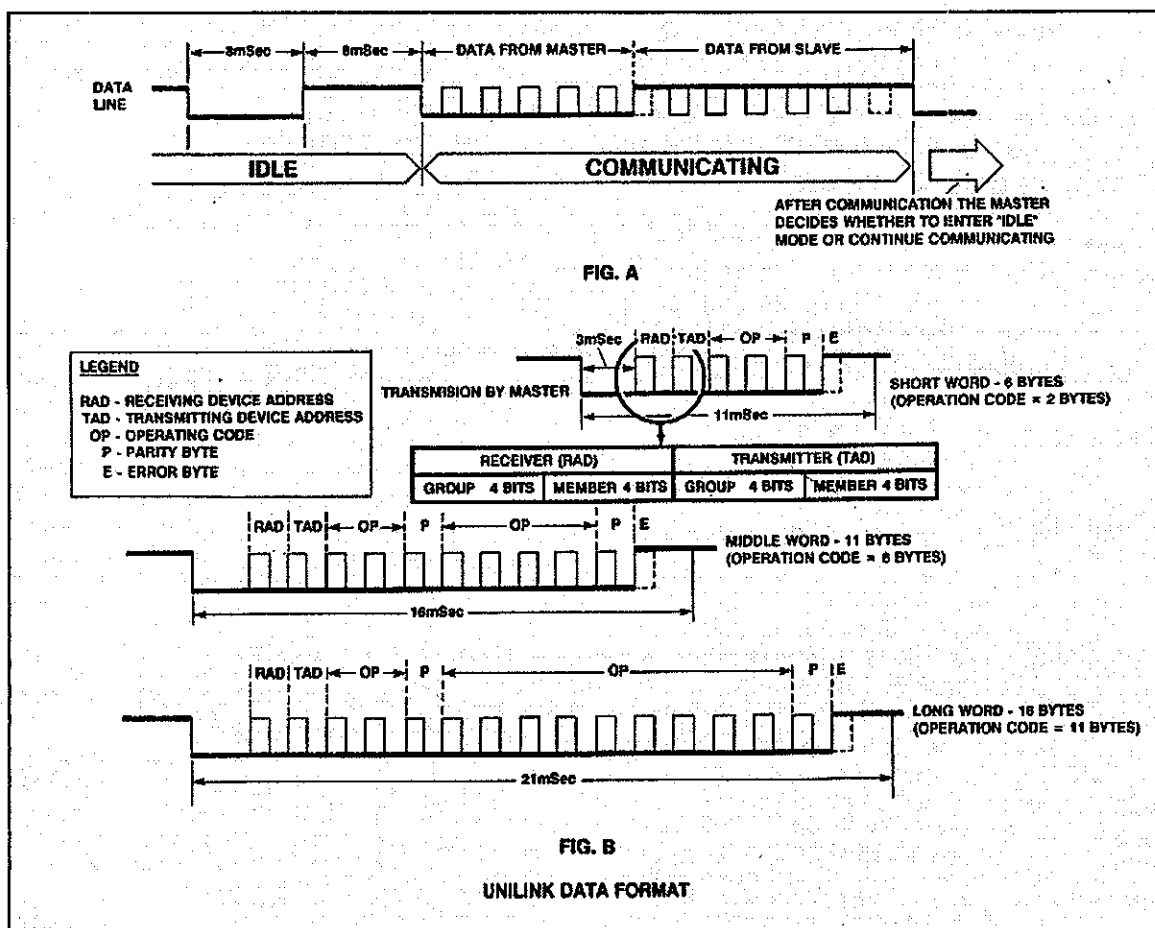 8mSec 8mSec DATA FROM MASTER DATA FROM SLAVE
DATA
LINE
IDLE COMMUNICATING
AFTER COMMUNICATION THE MASTER
DECIDES WHETHER TO ENTER "IDLE"
MODE OR CONTINUE COMMUNICATING
FIG. A
LEGEND
RAD - RECEIVING DEVICE ADDRESS
TAD - TRANSMITTING DEVICE ADDRESS
OP - OPERATING CODE
P - PARITY BYTE
E - ERROR BYTE
3mSec RAD TAD OP P E
TRANSMISION BY MASTER
SHORT WORD - 6 BYTES
(OPERATION CODE = 2 BYTES)
11mSec
RECEIVER (RAD) TRANSMITTER (TAD)
GROUP 4 BITS MEMBER 4 BITS GROUP 4 BITS MEMBER 4 BITS
RAD TAD OP P OP P E
MIDDLE WORD - 11 BYTES
(OPERATION CODE = 6 BYTES)
16mSec
RAD TAD OP P OP P E
LONG WORD - 16 BYTES
(OPERATION CODE = 11 BYTES)
21mSec
FIG. B
UNILINK DATA FORMAT